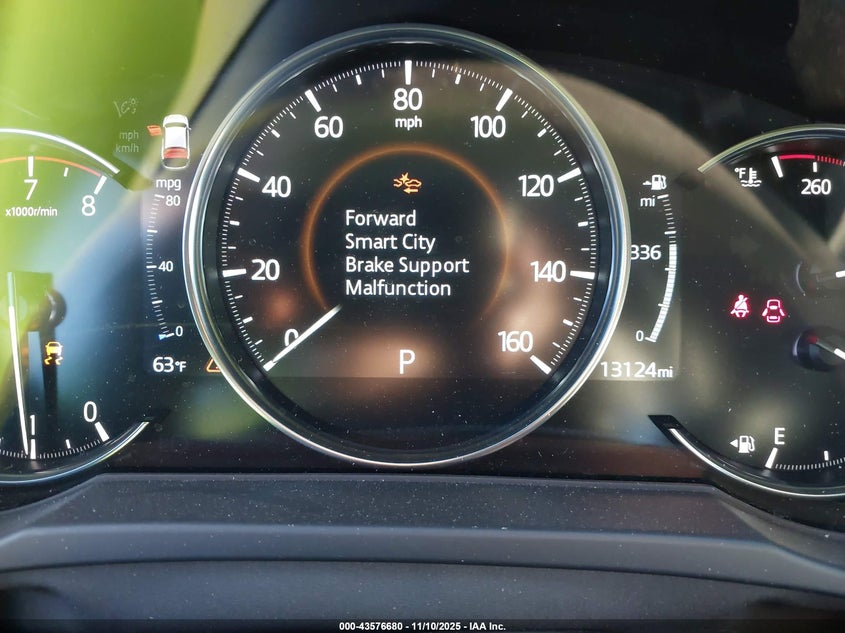 80
60
mph
100
mph
km/h
7
8
x1000r/min
mpg
80
40
0
40
120
Forward
Smart City
Brake Support
Malfunction
mi
336
0
°F
260
20
140
0
160
63°F
P
13124mi
1
0
E
000-43576680 - 11/10/2025 - IAA Inc.